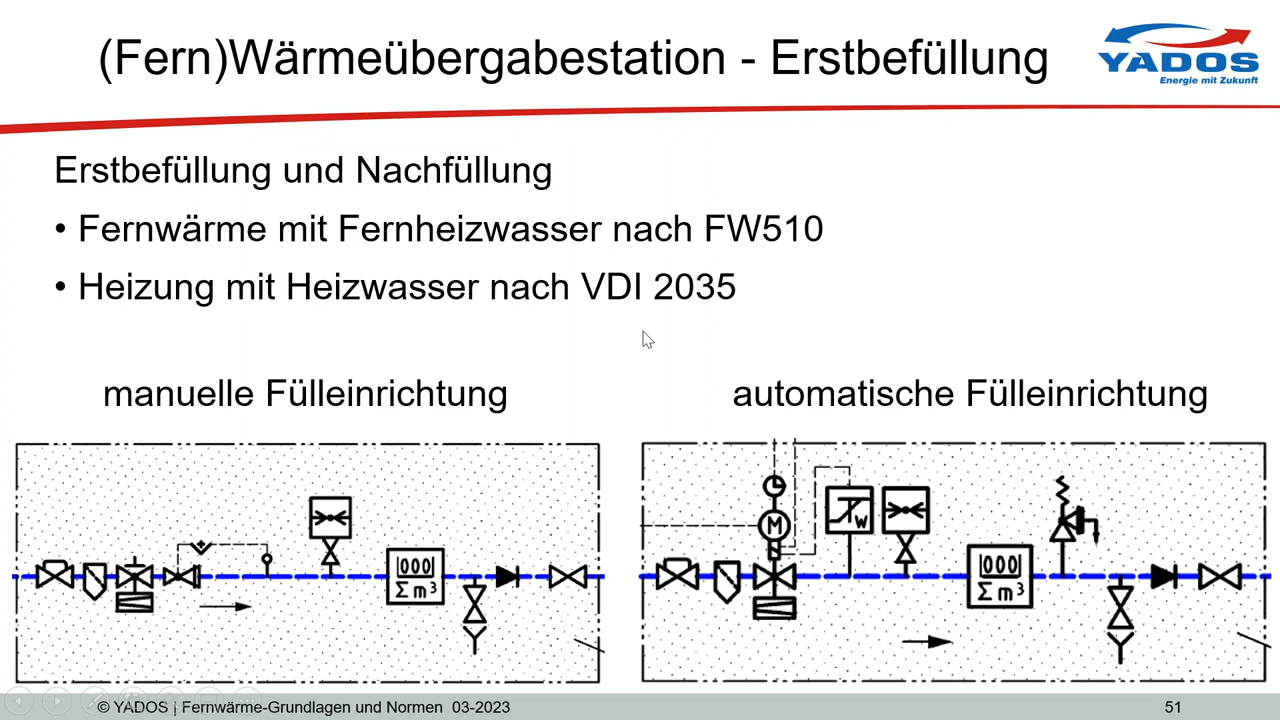 (Fern)Wärmeübergabestation - Erstbefüllung
YADOS
Energie mit Zukunft
Erstbefüllung und Nachfüllung
• Fernwärme mit Fernheizwasser nach FW510
• Heizung mit Heizwasser nach VDI 2035
manuelle Fülleinrichtung
automatische Fülleinrichtung
000
Σ m³
M
W
000
Σ m³
© YADOS | Fernwärme-Grundlagen und Normen 03-2023
51